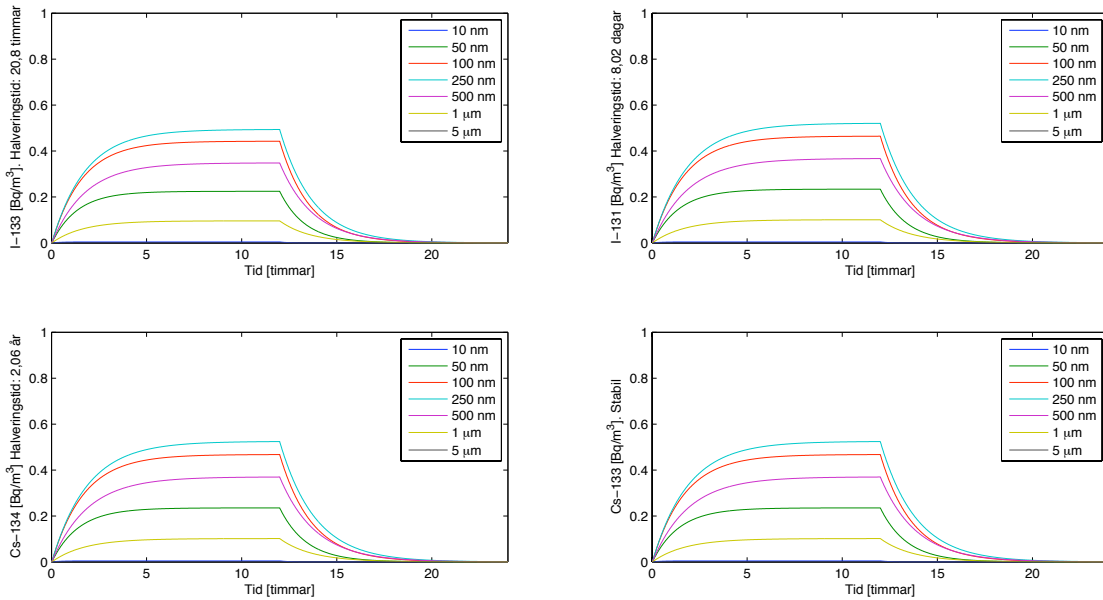 I−133 [Bq/m³]. Halveringstid: 20,8 timmar
1
0.8
0.6
0.4
0.2
0
0
5
10
15
20
Tid [timmar]
10 nm
50 nm
100 nm
250 nm
500 nm
1 μm
5 μm
I−131 [Bq/m³] Halveringstid: 8,02 dagar
1
0.8
0.6
0.4
0.2
0
0
5
10
15
20
Tid [timmar]
10 nm
50 nm
100 nm
250 nm
500 nm
1 μm
5 μm
Cs−134 [Bq/m³] Halveringstid: 2,06 år
1
0.8
0.6
0.4
0.2
0
0
5
10
15
20
Tid [timmar]
10 nm
50 nm
100 nm
250 nm
500 nm
1 μm
5 μm
Cs−133 [Bq/m³]. Stabil
1
0.8
0.6
0.4
0.2
0
0
5
10
15
20
Tid [timmar]
10 nm
50 nm
100 nm
250 nm
500 nm
1 μm
5 μm